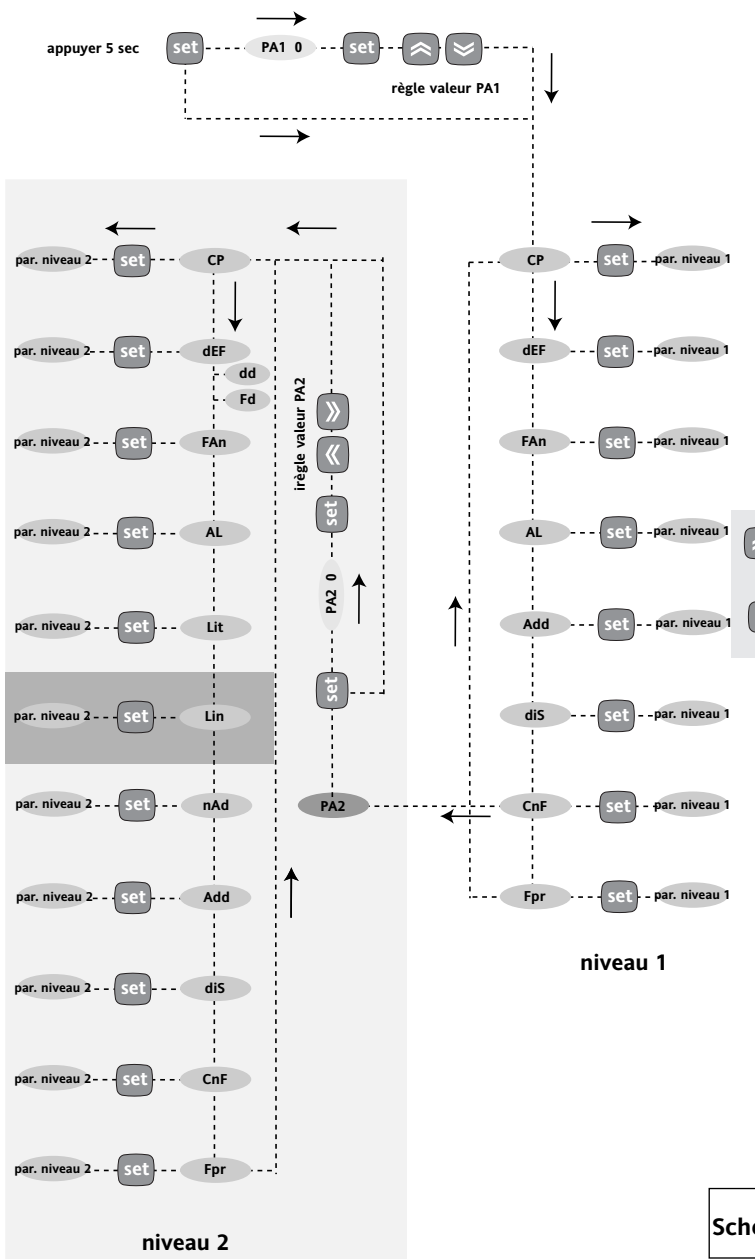 appuyer 5 sec set PA1 0 set
règle valeur PA1
par. niveau 2 set CP
par. niveau 2 set dEF
dd
Fd
par. niveau 2 set FAn
par. niveau 2 set AL
par. niveau 2 set Lit
par. niveau 2 set Lin
par. niveau 2 set nAd
par. niveau 2 set Add
par. niveau 2 set diS
par. niveau 2 set CnF
par. niveau 2 set Fpr
niveau 2
irègle valeur PA2
set
PA2 0
set
PA2
CP set par. niveau 1
dEF set par. niveau 1
FAn set par. niveau 1
AL set par. niveau 1
Add set par. niveau 1
diS set par. niveau 1
CnF set par. niveau 1
Fpr set par. niveau 1
niveau 1